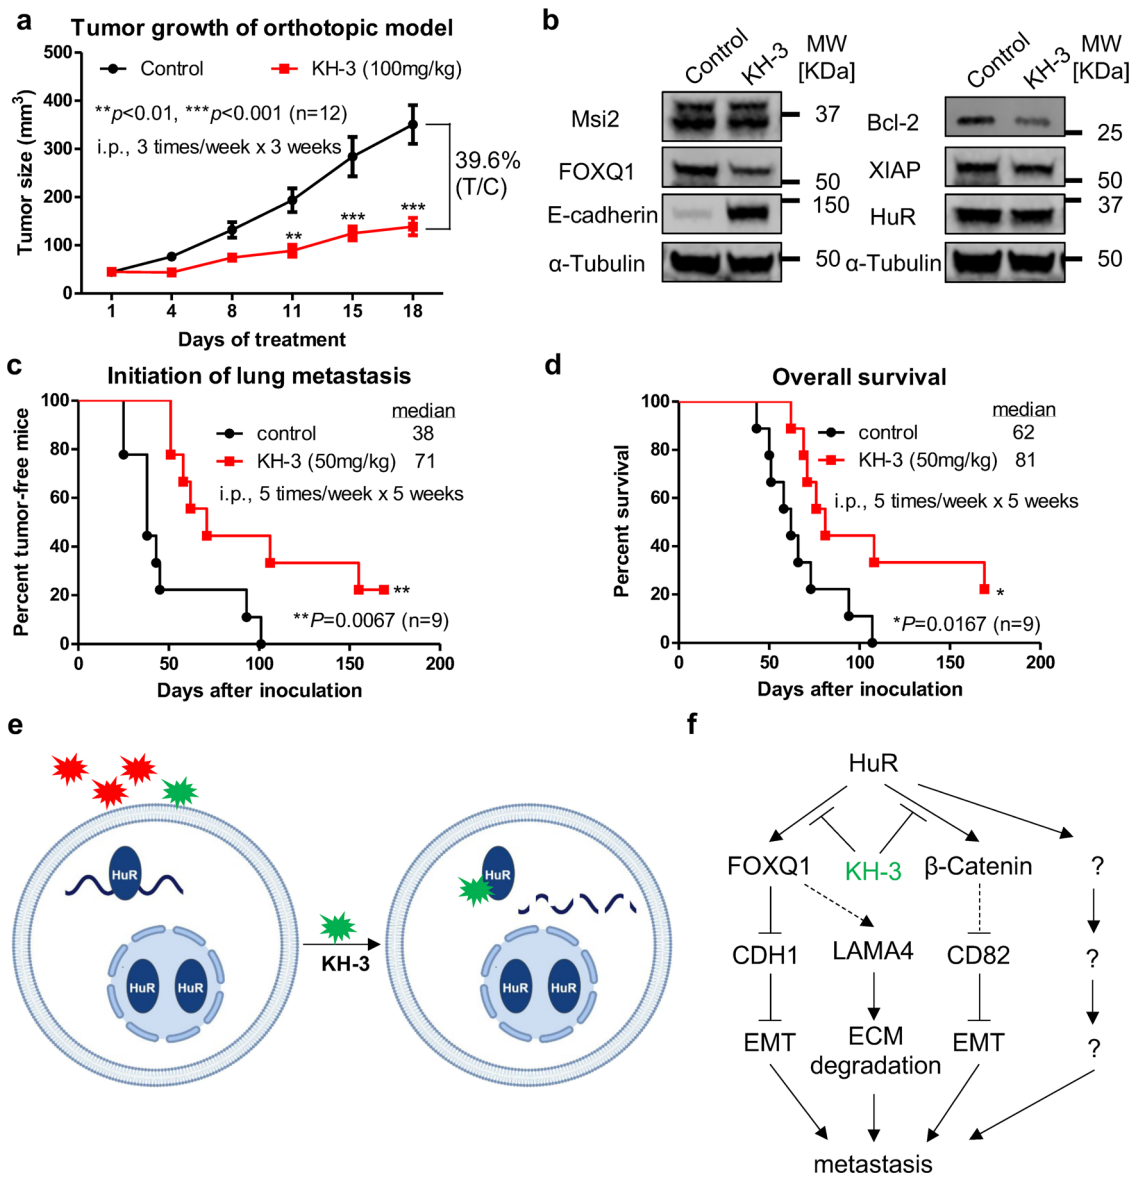 a
Tumor growth of orthotopic model
Tumor size (mm³)
500
400
300
200
100
0
Control
KH-3 (100mg/kg)
**p<0.01, ***p<0.001 (n=12)
i.p., 3 times/week x 3 weeks
39.6%
(T/C)
**
***
***
1 4 8 11 15 18
Days of treatment
b
Control
KH-3
MW
[KDa]
Msi2
37
FOXQ1
50
E-cadherin
150
α-Tubulin
50
Control
KH-3
MW
[KDa]
Bcl-2
25
XIAP
50
HuR
37
α-Tubulin
50
c
Initiation of lung metastasis
Percent tumor-free mice
100
80
60
40
20
0
median
control 38
KH-3 (50mg/kg) 71
i.p., 5 times/week x 5 weeks
**
**P=0.0067 (n=9)
0 50 100 150 200
Days after inoculation
d
Overall survival
Percent survival
100
80
60
40
20
0
median
control 62
KH-3 (50mg/kg) 81
i.p., 5 times/week x 5 weeks
*
*P=0.0167 (n=9)
0 50 100 150 200
Days after inoculation
e
HuR
HuR HuR
KH-3
HuR
HuR HuR
f
HuR
FOXQ1 KH-3 β-Catenin ?
CDH1 LAMA4 CD82 ?
EMT ECM EMT ?
degradation
metastasis